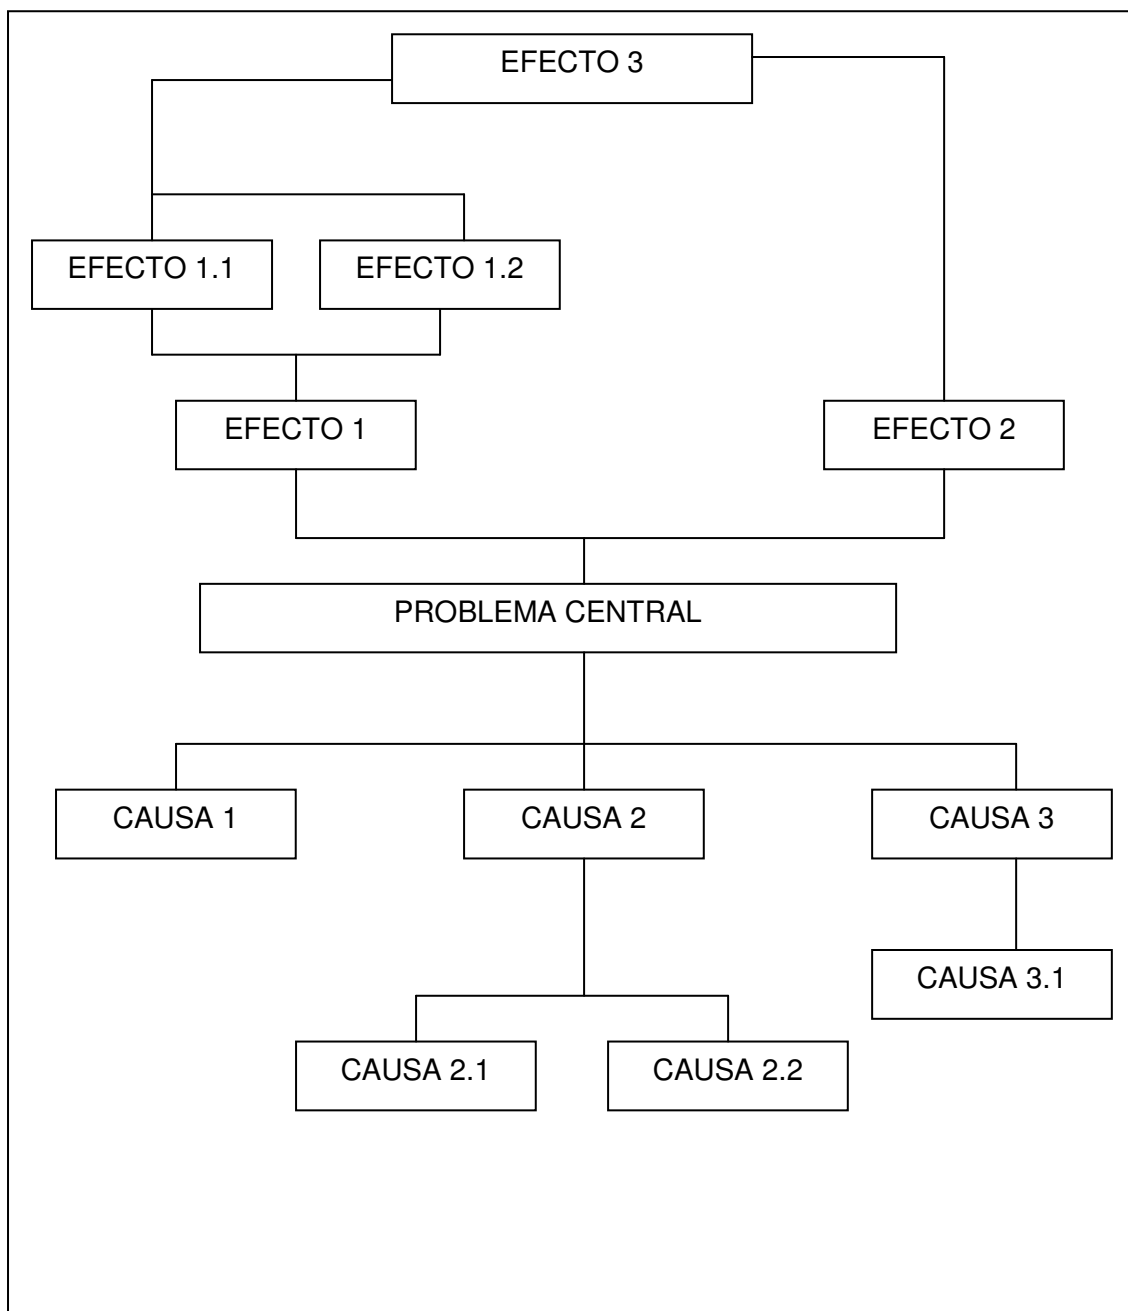 EFECTO 3
EFECTO 1.1
EFECTO 1.2
EFECTO 1
EFECTO 2
PROBLEMA CENTRAL
CAUSA 1
CAUSA 2
CAUSA 3
CAUSA 3.1
CAUSA 2.1
CAUSA 2.2